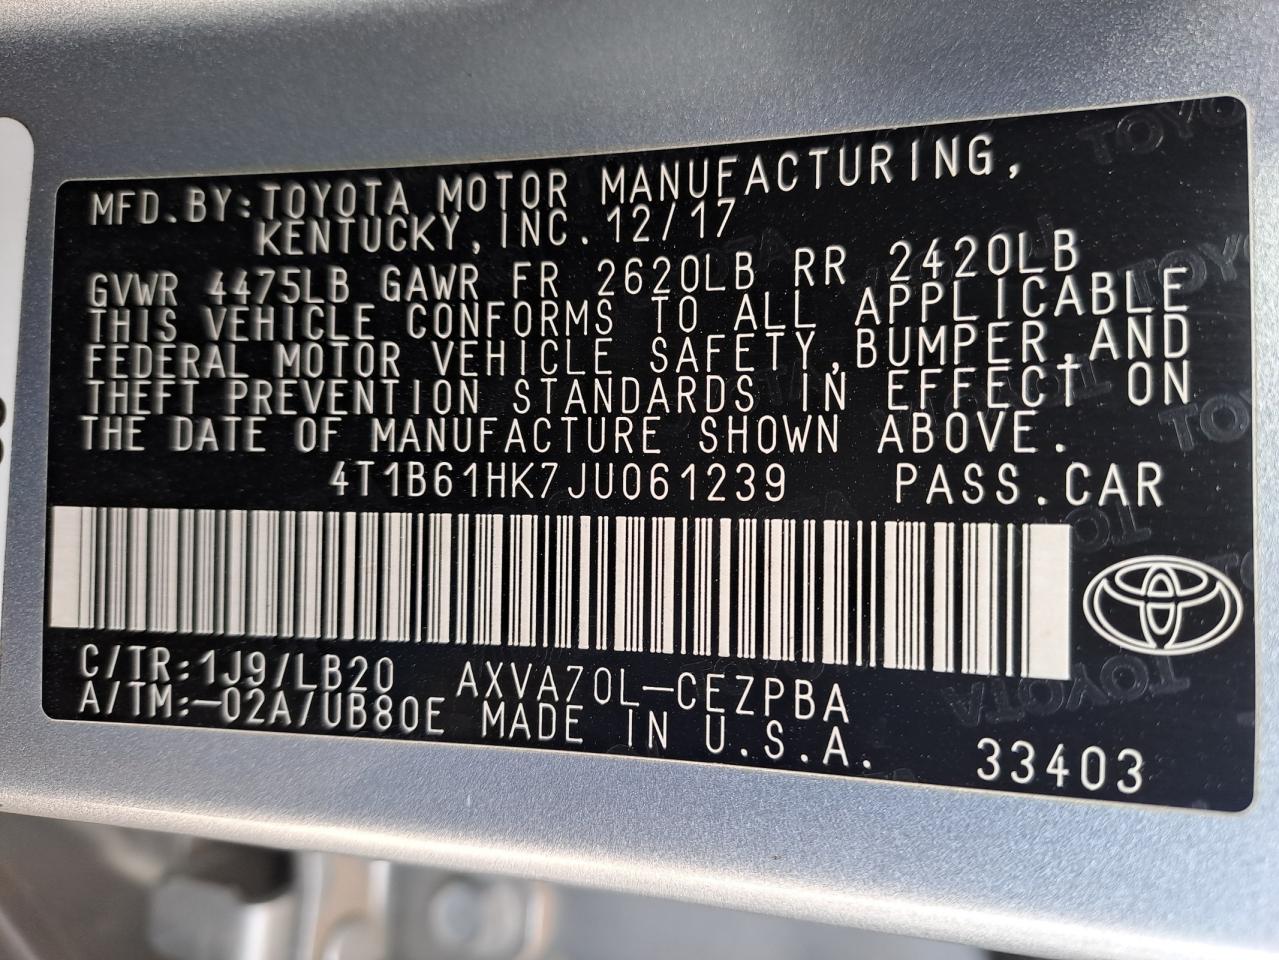 MFD.BY:TOYOTA MOTOR MANUFACTURING,
KENTUCKY,INC.12/17
GVWR 4475LB GAWR FR 2620LB RR 2420LB
THIS VEHICLE CONFORMS TO ALL APPLICABLE
FEDERAL MOTOR VEHICLE SAFETY,BUMPER,AND
THEFT PREVENTION STANDARDS IN EFFECT ON
THE DATE OF MANUFACTURE SHOWN ABOVE.
4T1B61HK7JU061239 PASS.CAR
C/TR:1J9/LB20 AXVA70L-CEZPBA
A/TM:-02A/UB80E MADE IN U.S.A.
33403